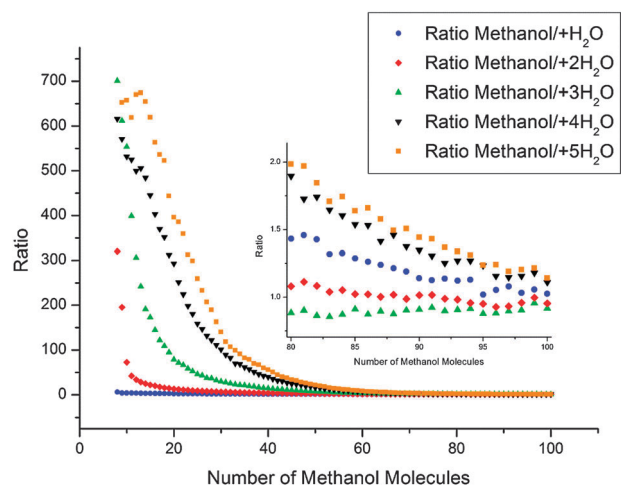 Ratio Methanol/+H₂O
Ratio Methanol/+2H₂O
Ratio Methanol/+3H₂O
Ratio Methanol/+4H₂O
Ratio Methanol/+5H₂O
700
600
500
400
300
200
100
0
Ratio
0 20 40 60 80 100
Number of Methanol Molecules
2.0
1.5
1.0
Ratio
80 85 90 95 100
Number of Methanol Molecules